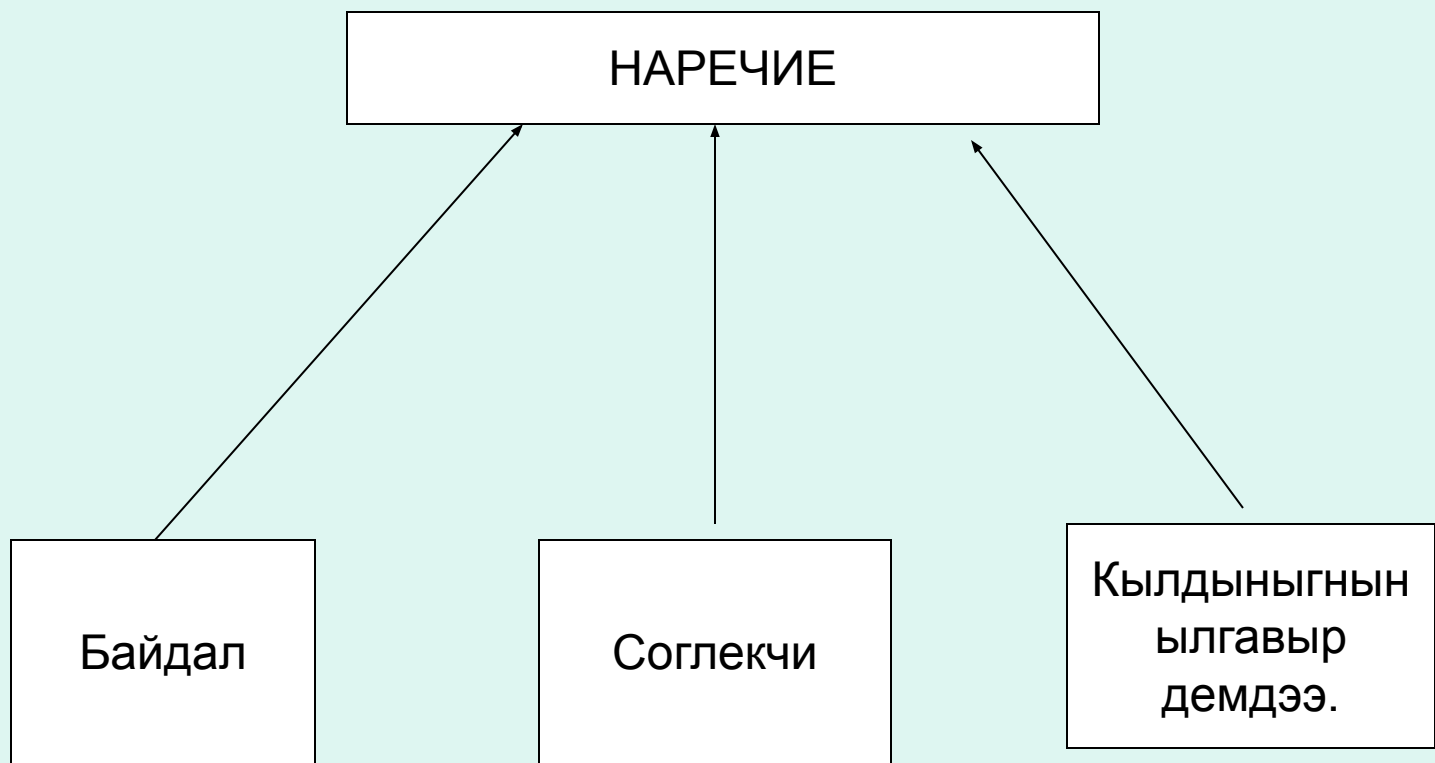 НАРЕЧИЕ
Байдал
Соглекчи
Кылдыныгнын
ылгавыр
демдээ.